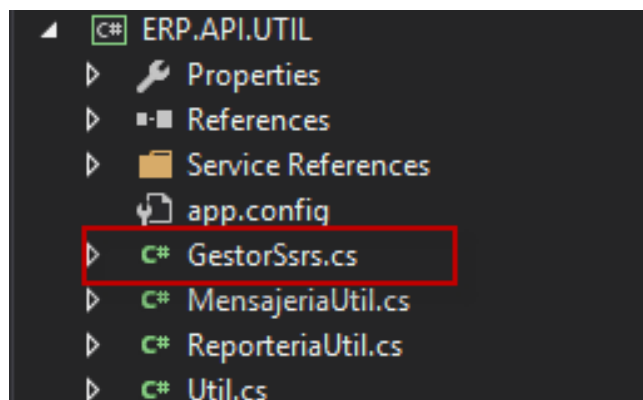 C# ERP.API.UTIL
Properties
References
Service References
app.config
C# GestorSsrs.cs
C# MensajeriaUtil.cs
C# ReporteriaUtil.cs
C# Util.cs